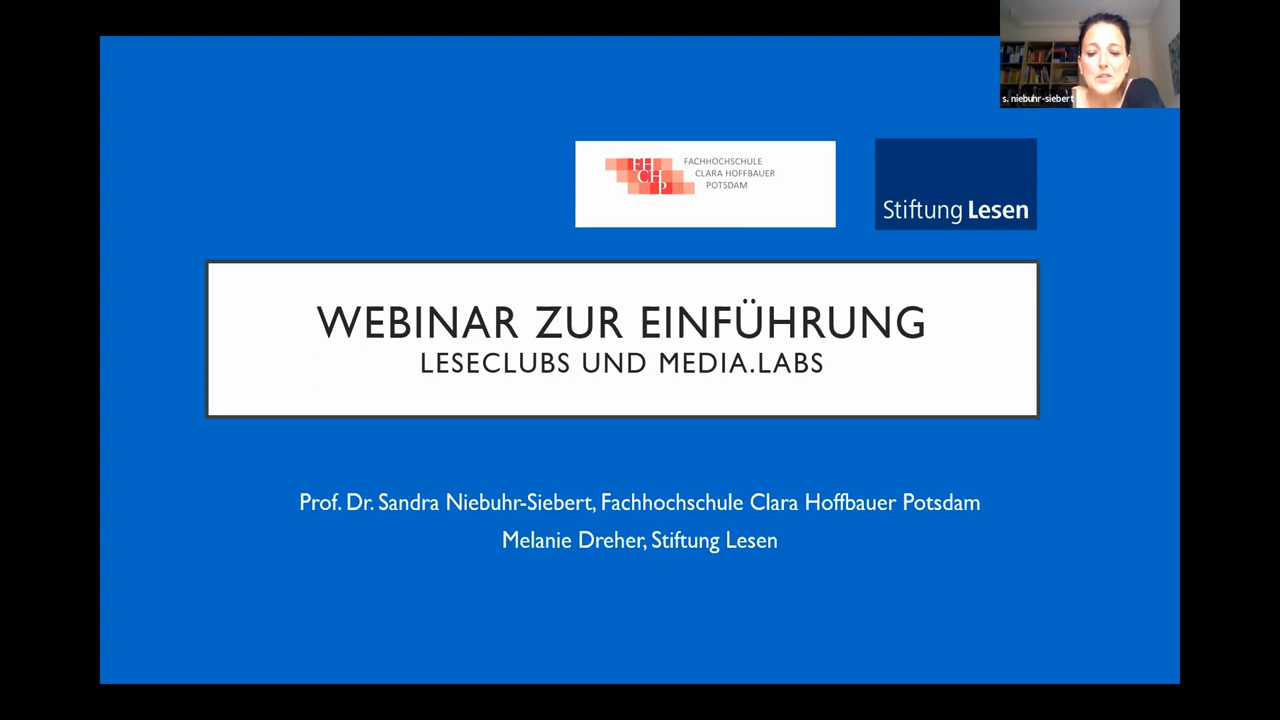 s. niebuhr-siebert
FH
CH
P
FACHHOCHSCHULE
CLARA HOFFBAUER
POTSDAM
Stiftung Lesen
WEBINAR ZUR EINFÜHRUNG
LESECLUBS UND MEDIA.LABS
Prof. Dr. Sandra Niebuhr-Siebert, Fachhochschule Clara Hoffbauer Potsdam
Melanie Dreher, Stiftung Lesen